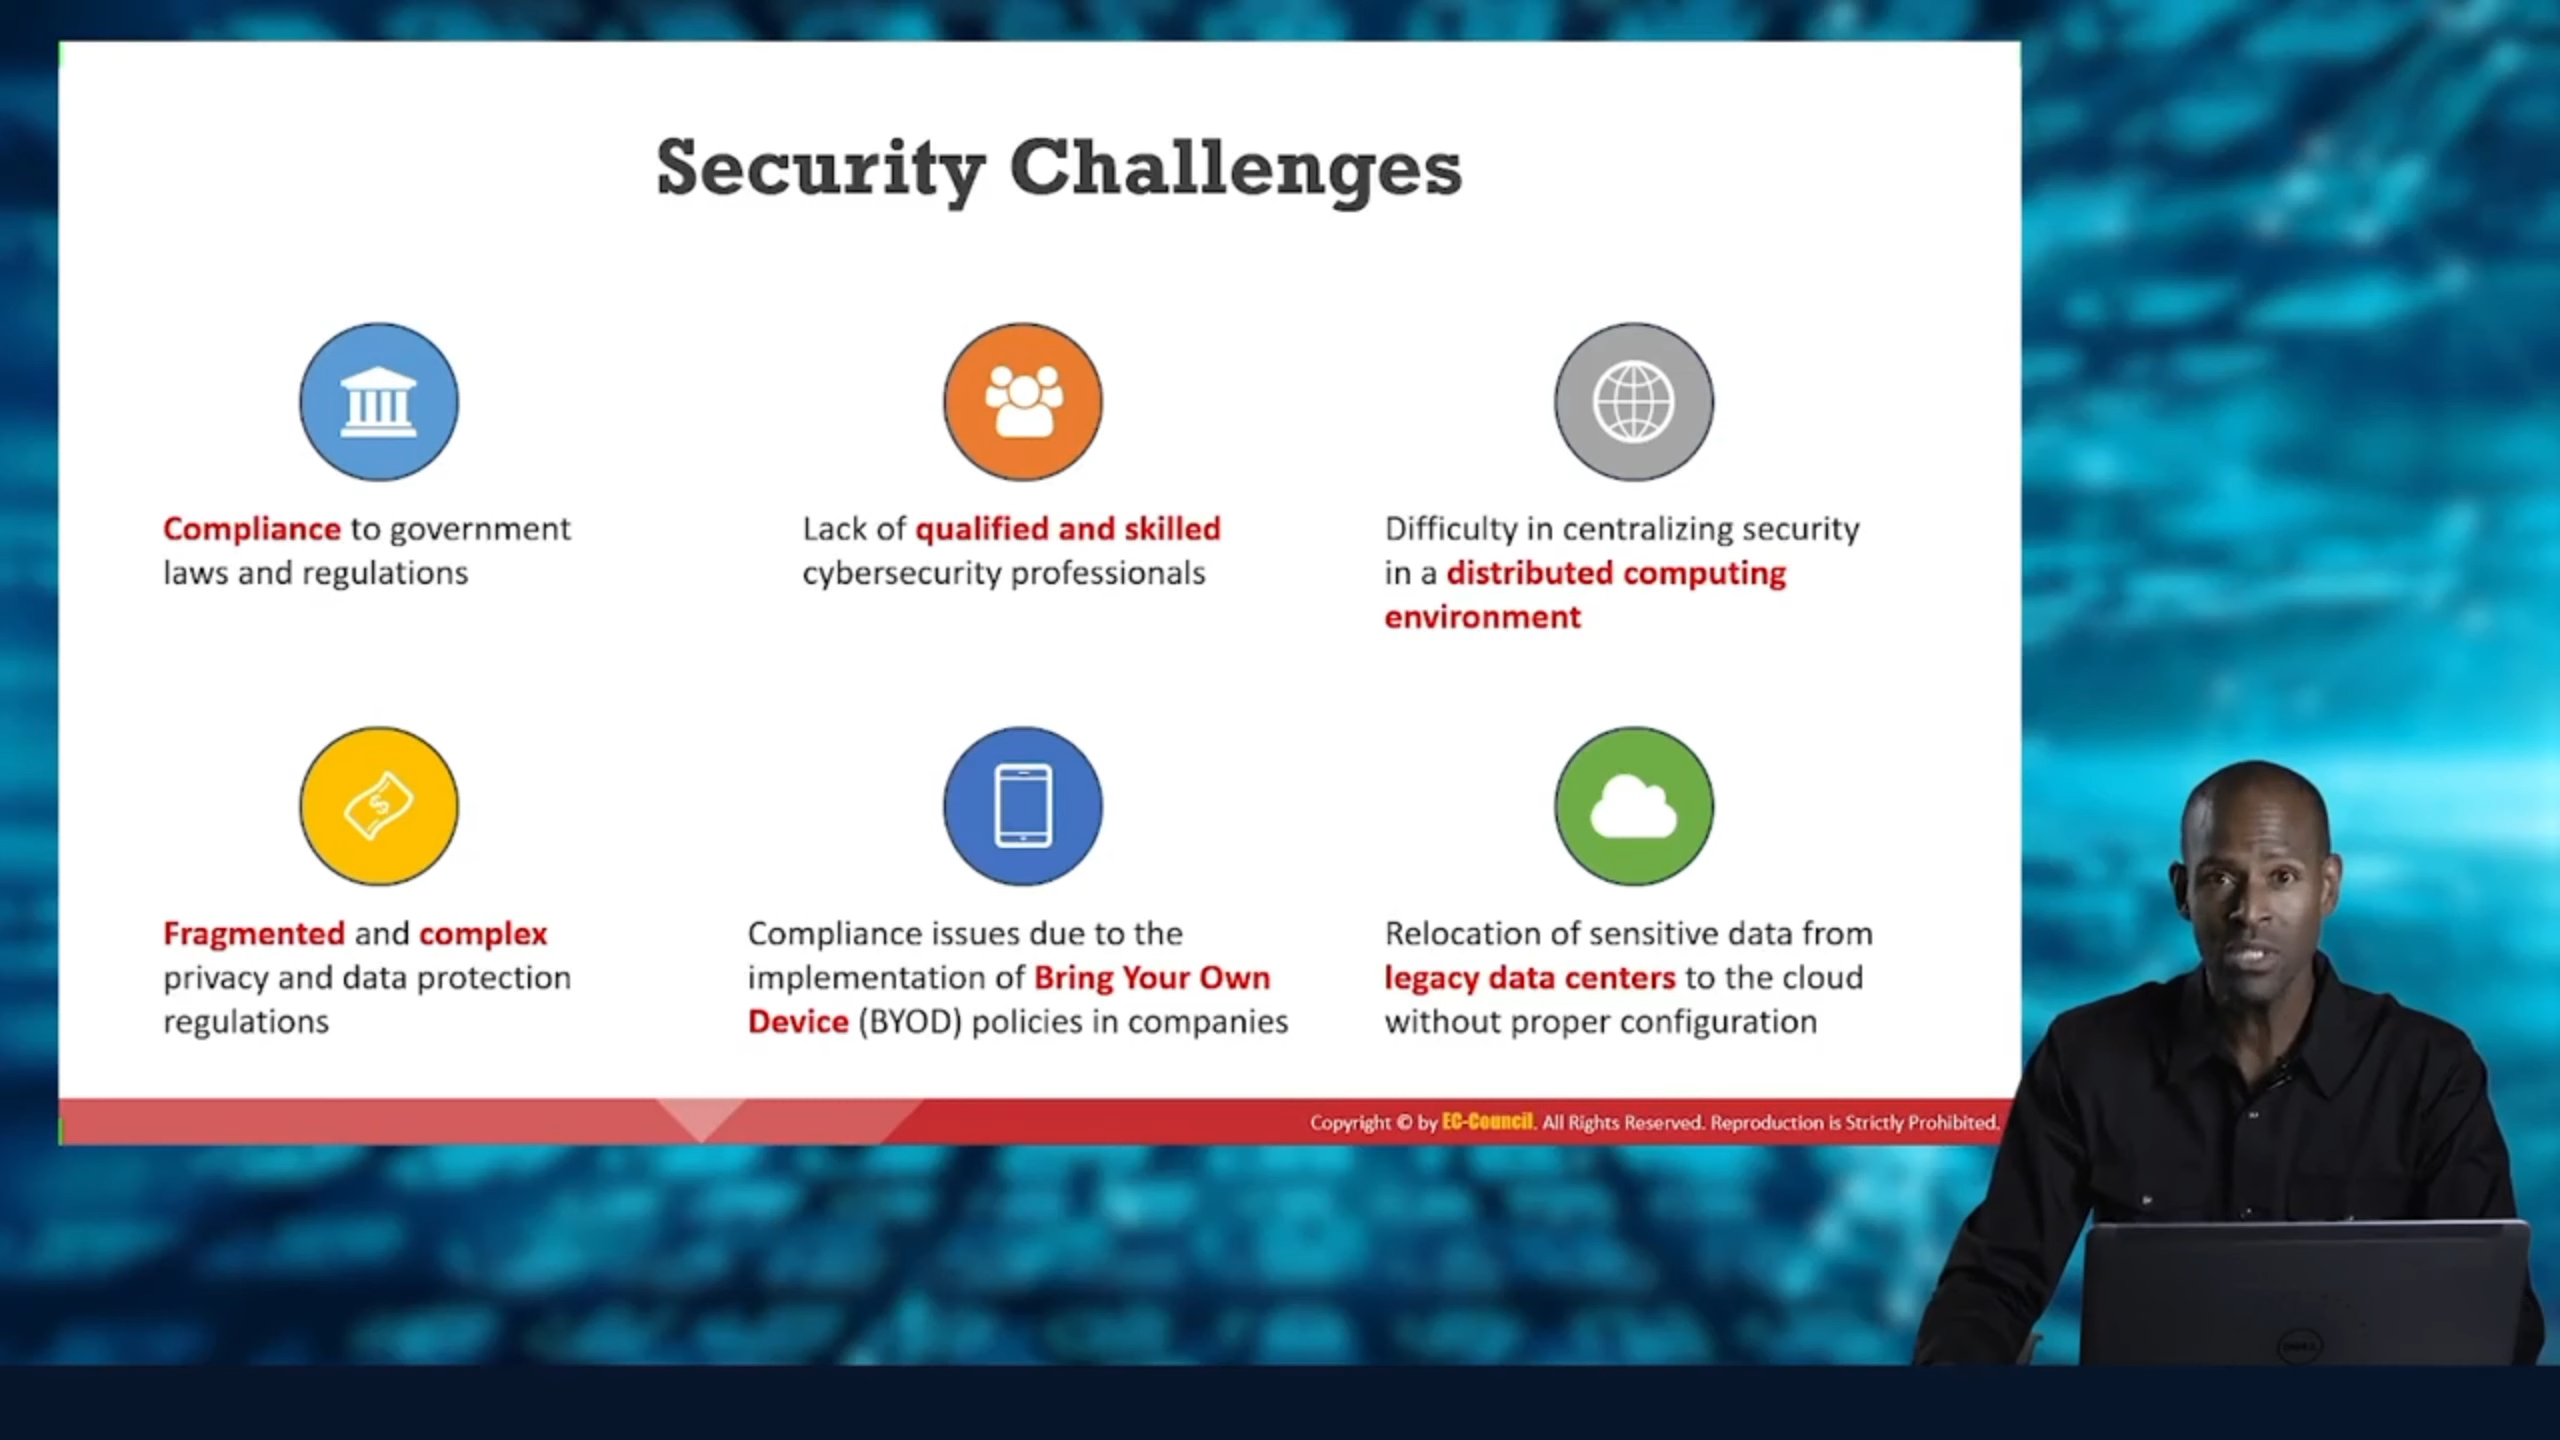 Security Challenges
Compliance to government
laws and regulations
Lack of qualified and skilled
cybersecurity professionals
Difficulty in centralizing security
in a distributed computing
environment
Fragmented and complex
privacy and data protection
regulations
Compliance issues due to the
implementation of Bring Your Own
Device (BYOD) policies in companies
Relocation of sensitive data from
legacy data centers to the cloud
without proper configuration
Copyright © by EC-Council. All Rights Reserved. Reproduction is Strictly Prohibited.
DELL